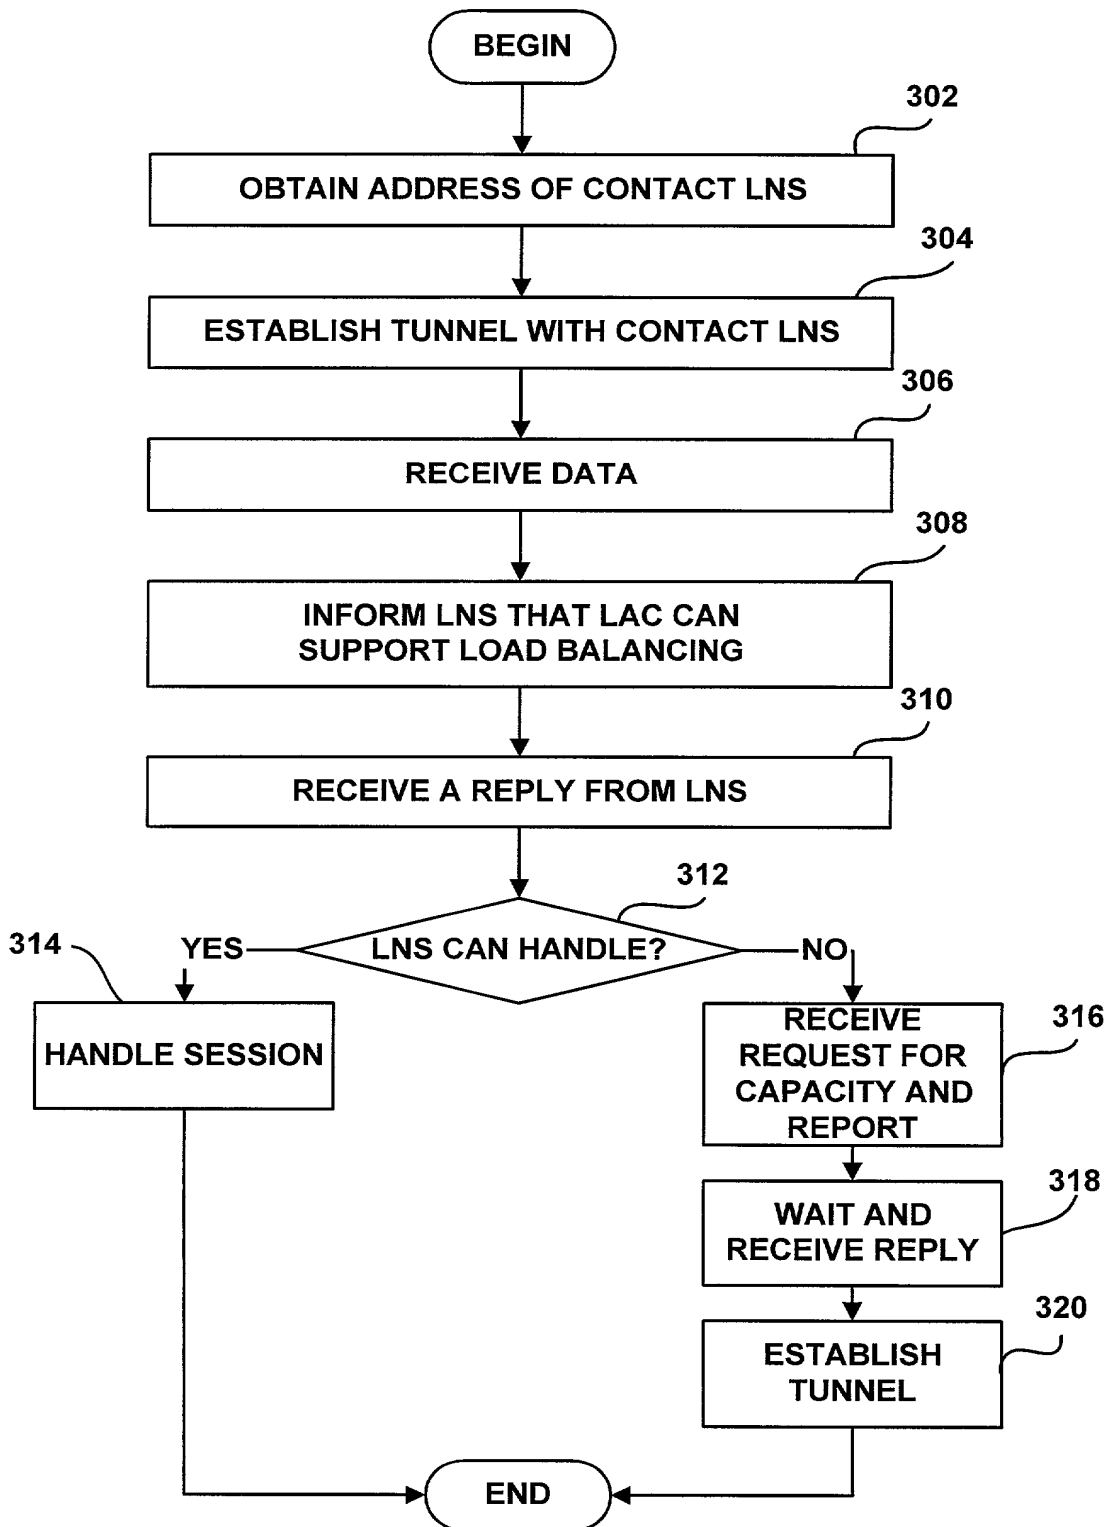 BEGIN
302
OBTAIN ADDRESS OF CONTACT LNS
304
ESTABLISH TUNNEL WITH CONTACT LNS
306
RECEIVE DATA
308
INFORM LNS THAT LAC CAN
SUPPORT LOAD BALANCING
310
RECEIVE A REPLY FROM LNS
312
LNS CAN HANDLE?
YES
NO
314
HANDLE SESSION
316
RECEIVE
REQUEST FOR
CAPACITY AND
REPORT
318
WAIT AND
RECEIVE REPLY
320
ESTABLISH
TUNNEL
END